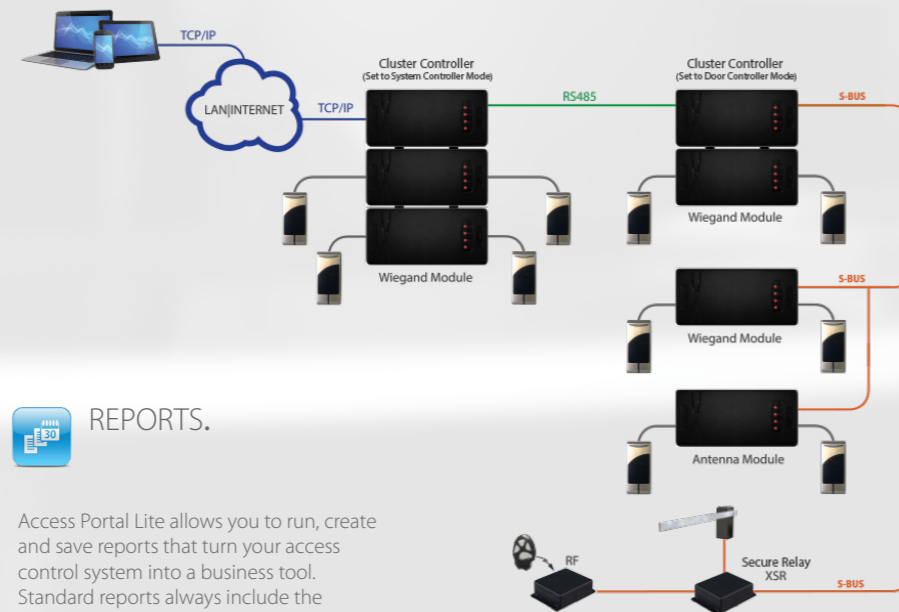 TCP/IP
LAN|INTERNET
TCP/IP
Cluster Controller
(Set to System Controller Mode)
RS485
Cluster Controller
(Set to Door Controller Mode)
S-BUS
Wiegand Module
Wiegand Module
S-BUS
Wiegand Module
Antenna Module
30
REPORTS.
Access Portal Lite allows you to run, create
and save reports that turn your access
control system into a business tool.
Standard reports always include the
RF
Secure Relay
XSR
S-BUS